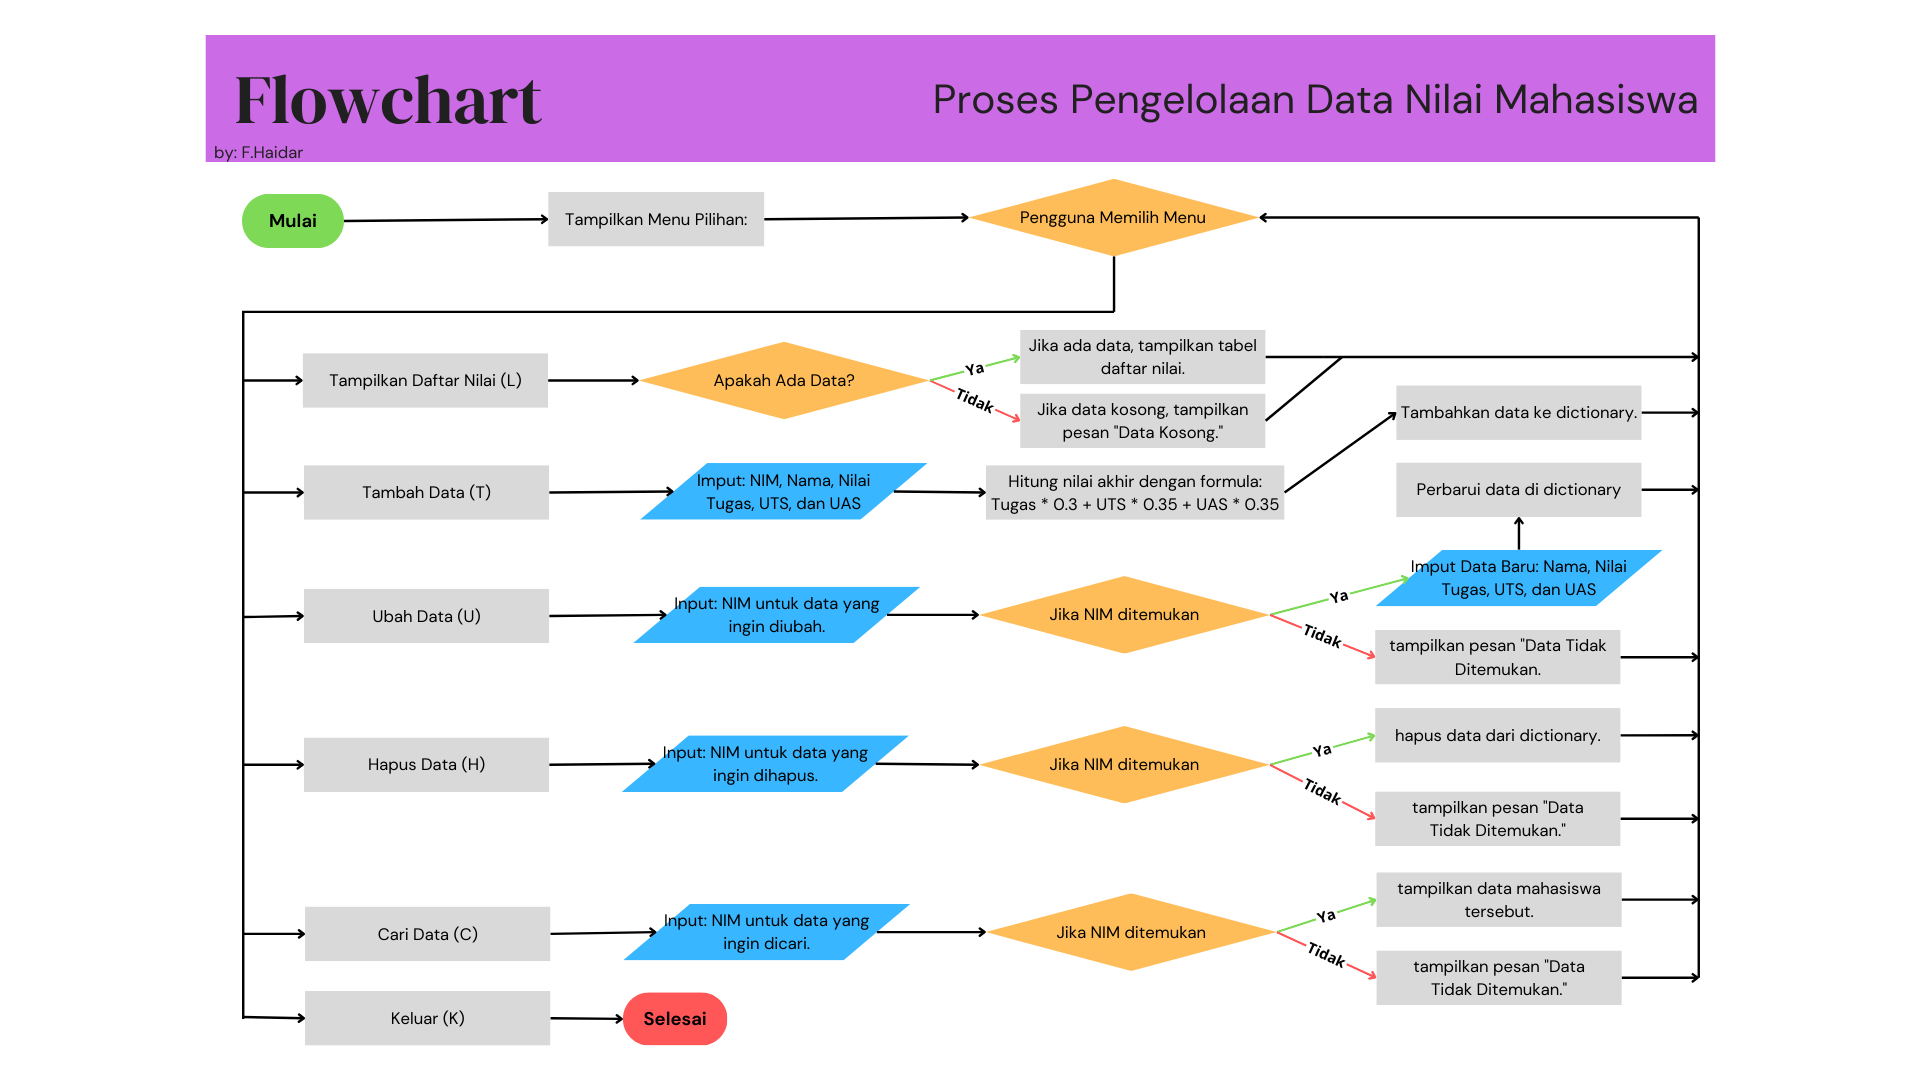 Flowchart
Proses Pengelolaan Data Nilai Mahasiswa
by: F.Haidar
Mulai
Tampilkan Menu Pilihan:
Pengguna Memilih Menu
Tampilkan Daftar Nilai (L)
Apakah Ada Data?
Ya
Jika ada data, tampilkan tabel
daftar nilai.
Tidak
Jika data kosong, tampilkan
pesan "Data Kosong."
Tambah Data (T)
Imput: NIM, Nama, Nilai
Tugas, UTS, dan UAS
Hitung nilai akhir dengan formula:
Tugas * 0.3 + UTS * 0.35 + UAS * 0.35
Tambahkan data ke dictionary.
Ubah Data (U)
Input: NIM untuk data yang
ingin diubah.
Jika NIM ditemukan
Ya
Imput Data Baru: Nama, Nilai
Tugas, UTS, dan UAS
Perbarui data di dictionary
Tidak
tampilkan pesan "Data Tidak
Ditemukan.
Hapus Data (H)
Input: NIM untuk data yang
ingin dihapus.
Jika NIM ditemukan
Ya
hapus data dari dictionary.
Tidak
tampilkan pesan "Data
Tidak Ditemukan."
Cari Data (C)
Input: NIM untuk data yang
ingin dicari.
Jika NIM ditemukan
Ya
tampilkan data mahasiswa
tersebut.
Tidak
tampilkan pesan "Data
Tidak Ditemukan."
Keluar (K)
Selesai